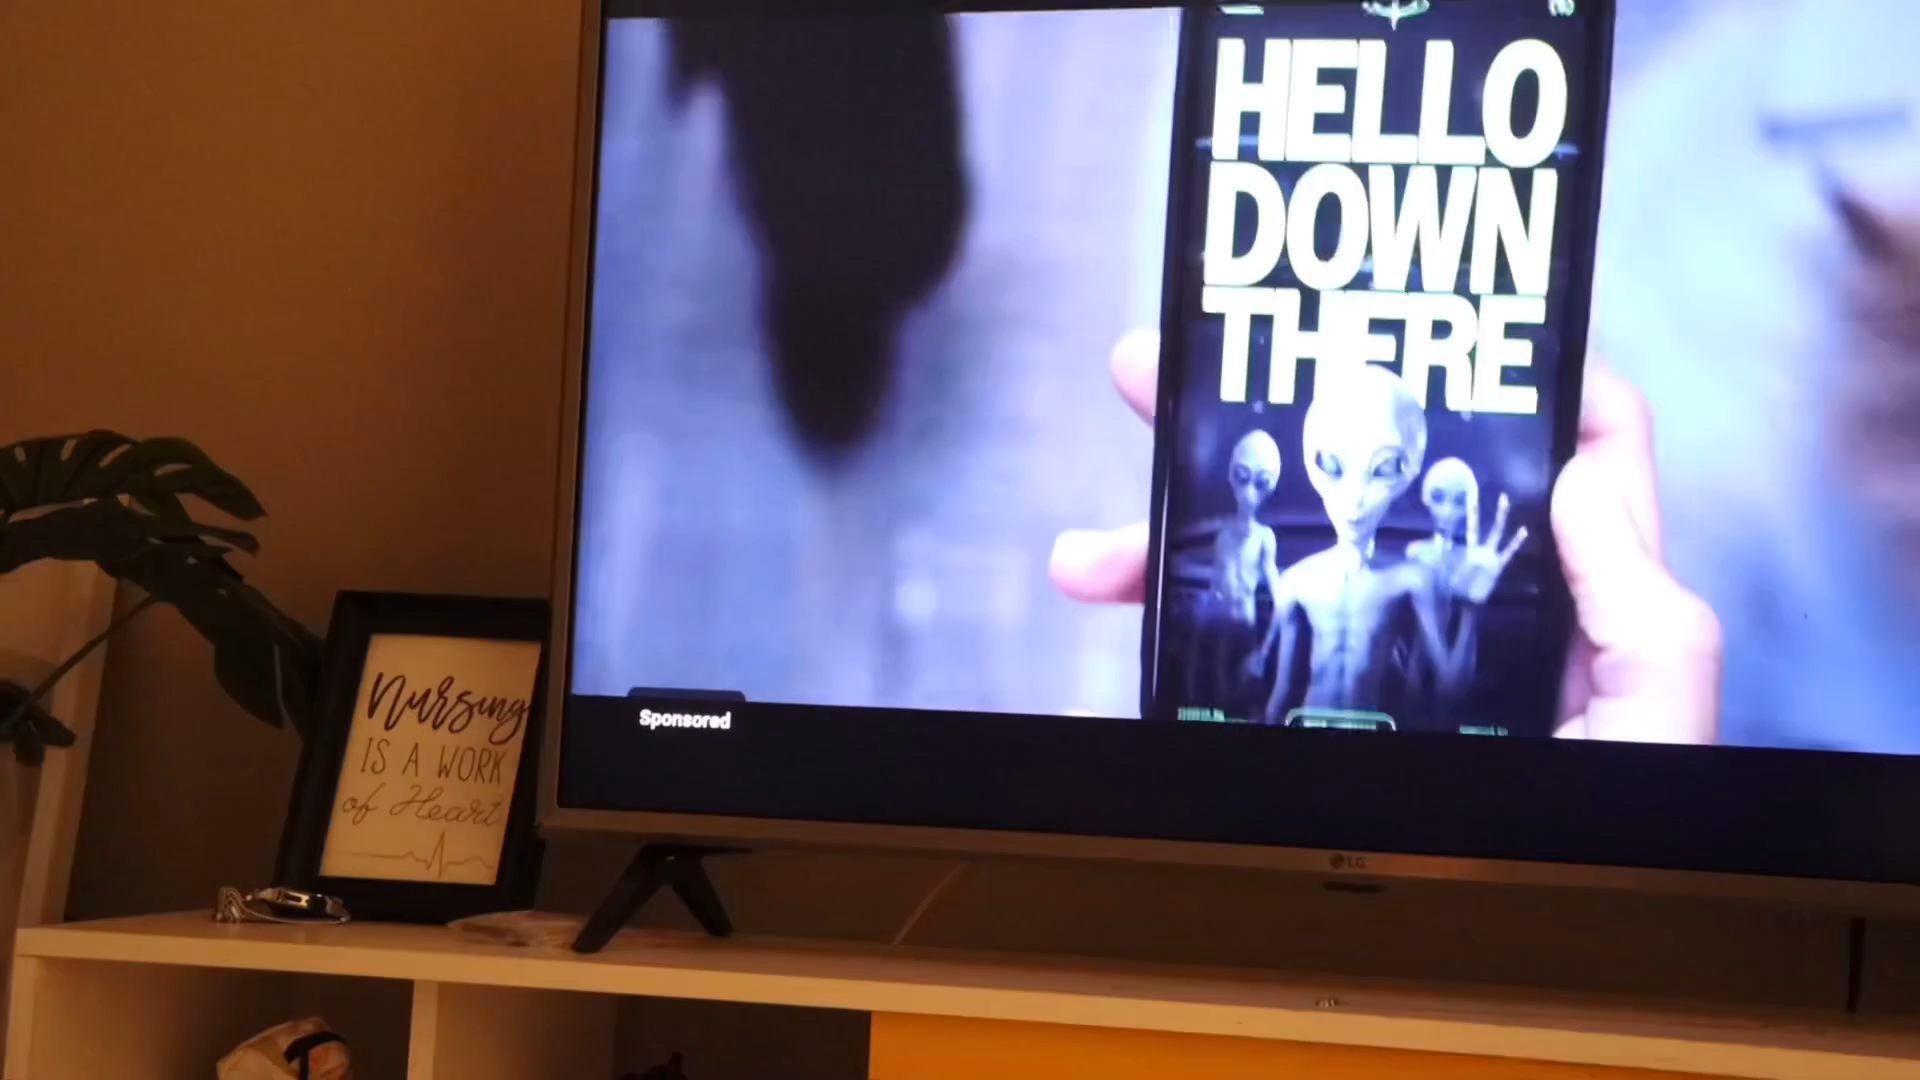 HELLO
DOWN
THERE
Sponsored
Nursing
IS A WORK
of Heart
LG